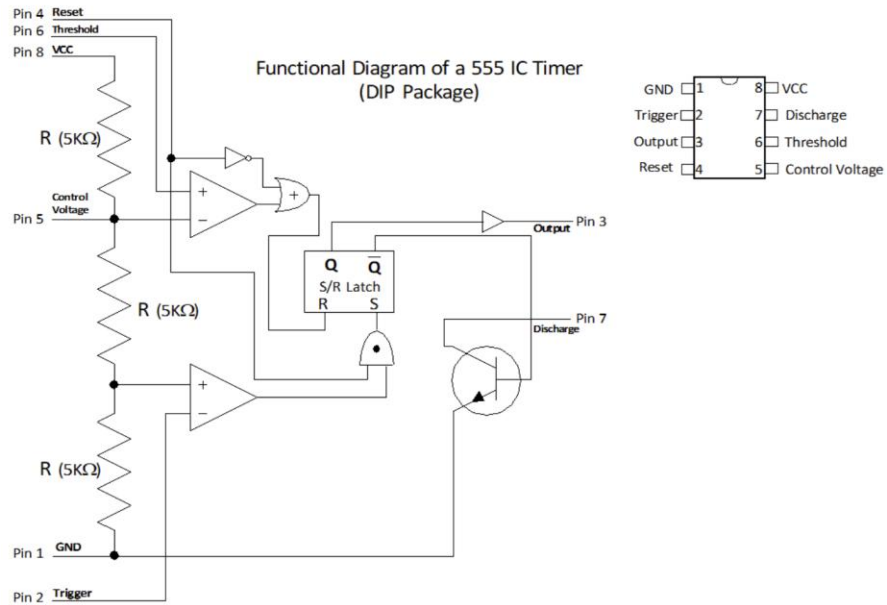 Pin 4 Reset
Pin 6 Threshold
Pin 8 VCC
Functional Diagram of a 555 IC Timer
(DIP Package)
GND 1 8 VCC
Trigger 2 7 Discharge
Output 3 6 Threshold
Reset 4 5 Control Voltage
R (5KΩ)
+
+
Control
Voltage
Pin 5
−
Pin 3
Output
Q Q̅
S/R Latch
R S
R (5KΩ)
Pin 7
Discharge
+
−
R (5KΩ)
Pin 1 GND
Pin 2 Trigger